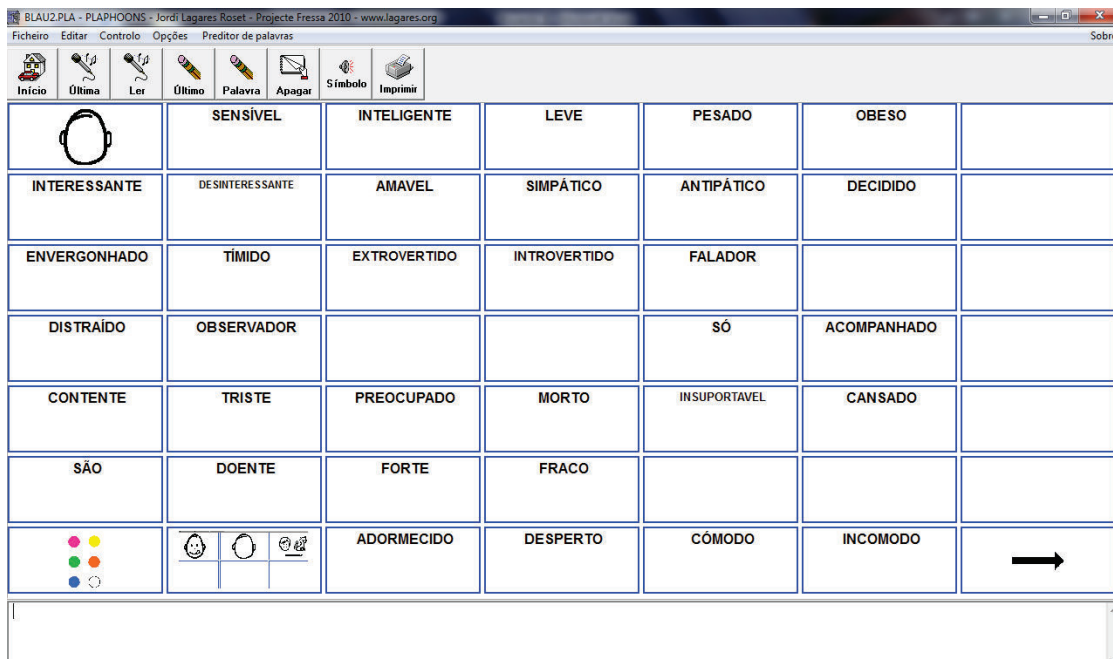 BLAU2.PLA - PLAPHOONS - Jordi Lagares Roset - Projecte Fressa 2010 - www.lagares.org
Ficheiro Editar Controlo Opções Preditor de palavras Sobre
Início Última Ler Último Palavra Apagar Símbolo Imprimir
SENSÍVEL INTELIGENTE LEVE PESADO OBESO
INTERESSANTE DESINTERESSANTE AMAVEL SIMPÁTICO ANTIPÁTICO DECIDIDO
ENVERGONHADO TÍMIDO EXTROVERTIDO INTROVERTIDO FALADOR
DISTRAÍDO OBSERVADOR SÓ ACOMPANHADO
CONTENTE TRISTE PREOCUPADO MORTO INSUPORTAVEL CANSADO
SÃO DOENTE FORTE FRACO
ADORMECIDO DESPERTO CÓMODO INCOMODO